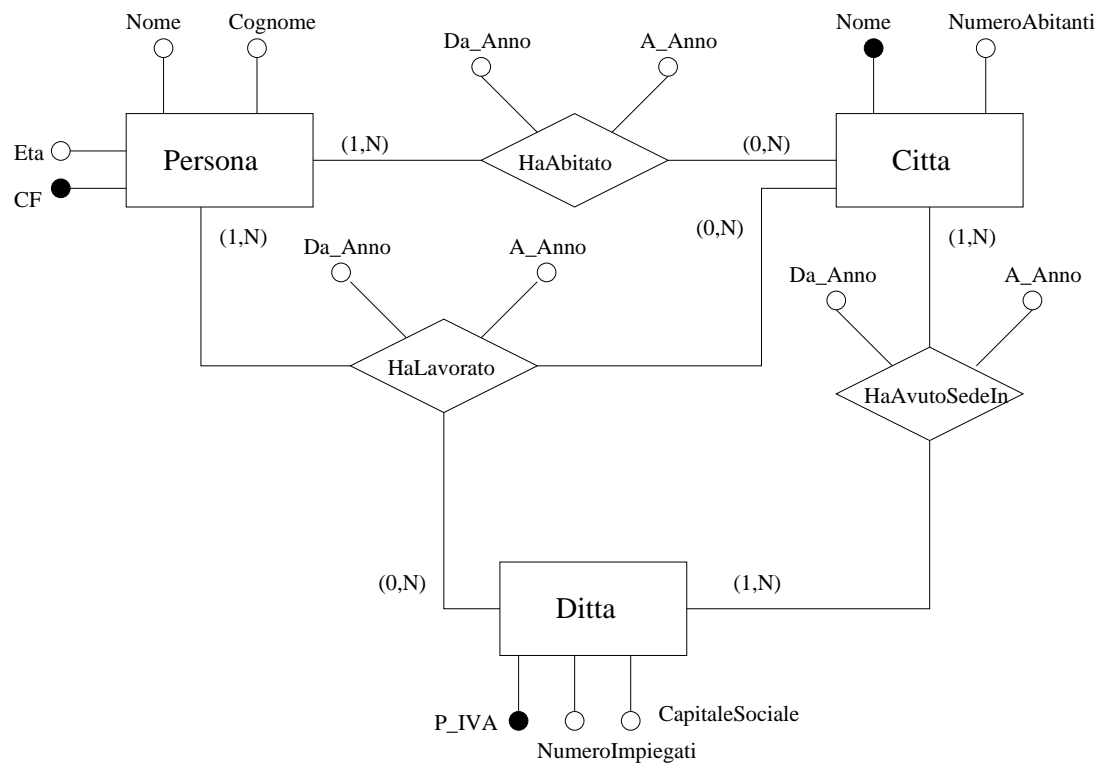 Nome
Cognome
Nome
NumeroAbitanti
Da_Anno
A_Anno
Eta
Persona
(1,N)
HaAbitato
(0,N)
Citta
CF
(1,N)
(0,N)
(1,N)
Da_Anno
A_Anno
Da_Anno
A_Anno
HaLavorato
HaAvutoSedeIn
(0,N)
Ditta
(1,N)
P_IVA
CapitaleSociale
NumeroImpiegati